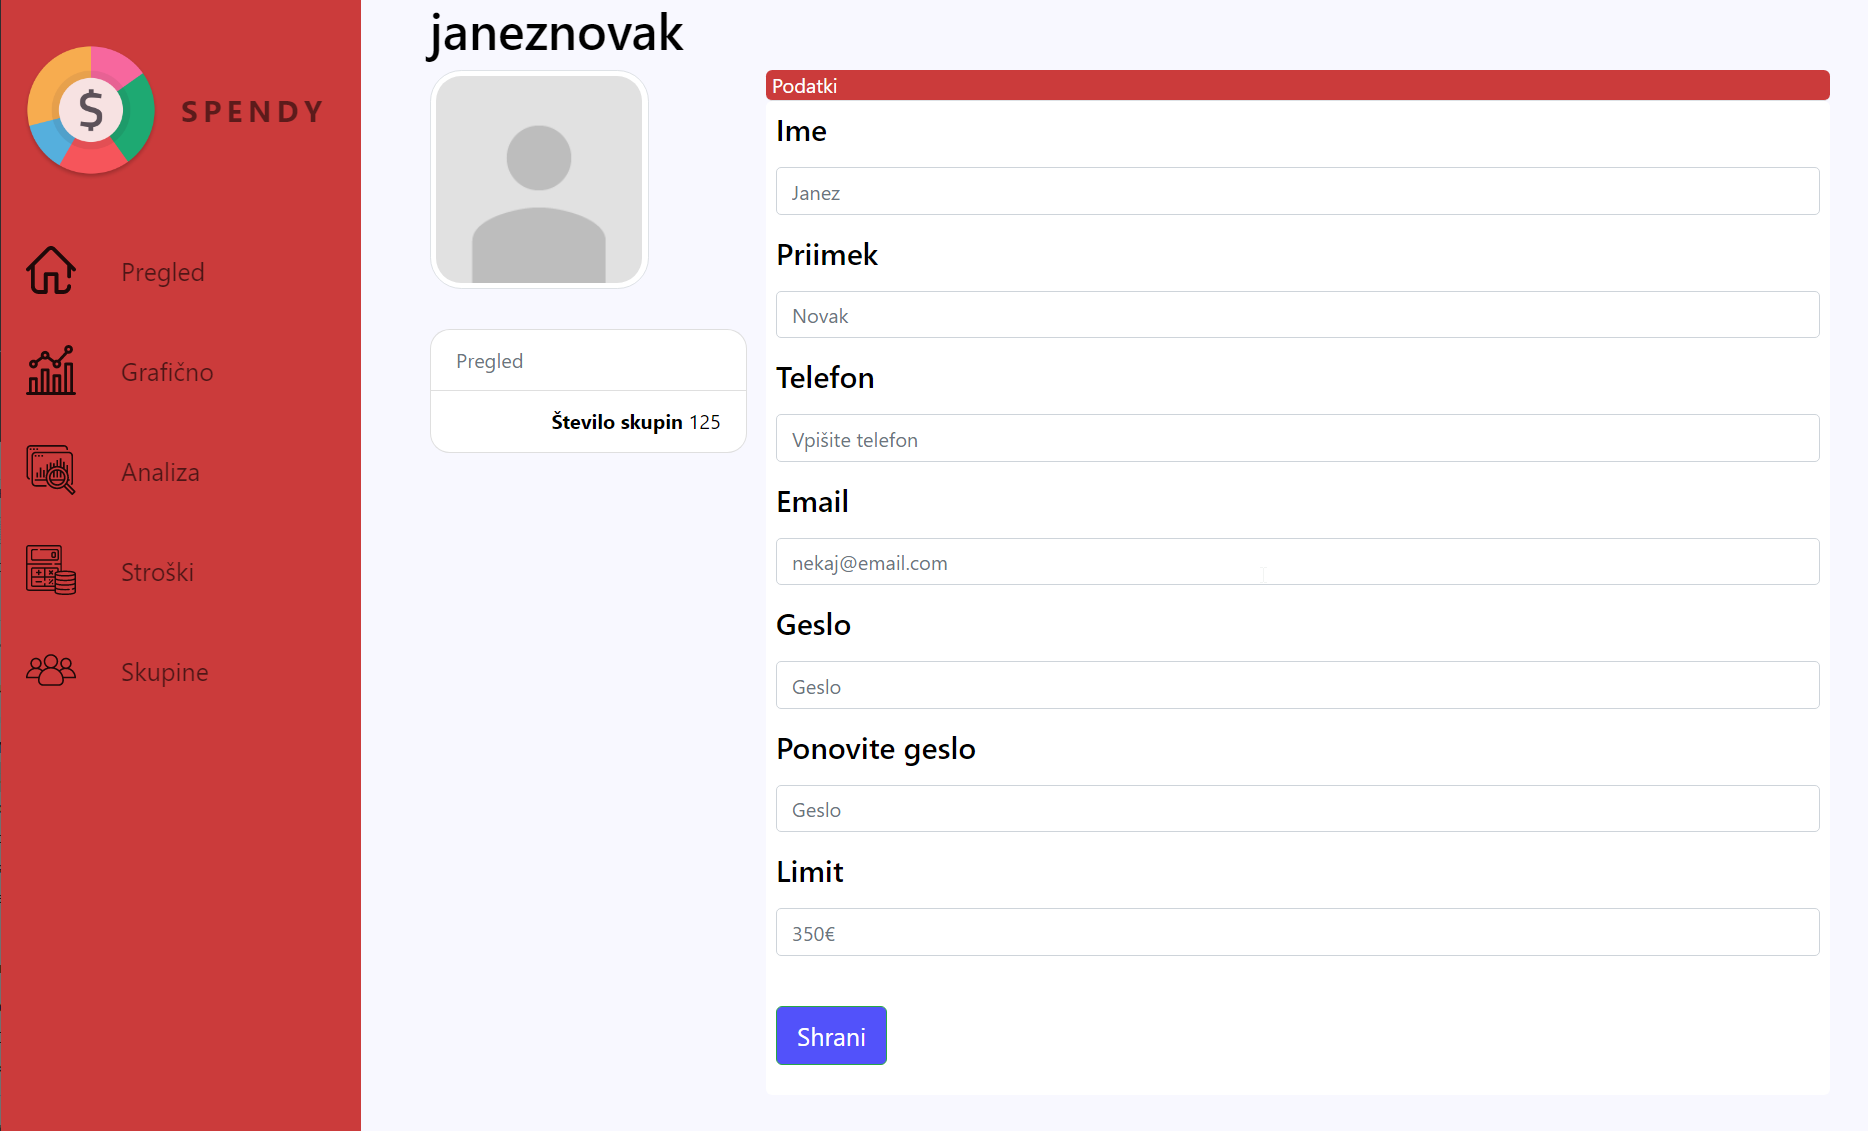 $ SPENDY
Pregled
Grafično
Analiza
Stroški
Skupine
janeznovak
Pregled
Število skupin 125
Podatki
Ime
Janez
Priimek
Novak
Telefon
Vpišite telefon
Email
nekaj@email.com
Geslo
Geslo
Ponovite geslo
Geslo
Limit
350€
Shrani